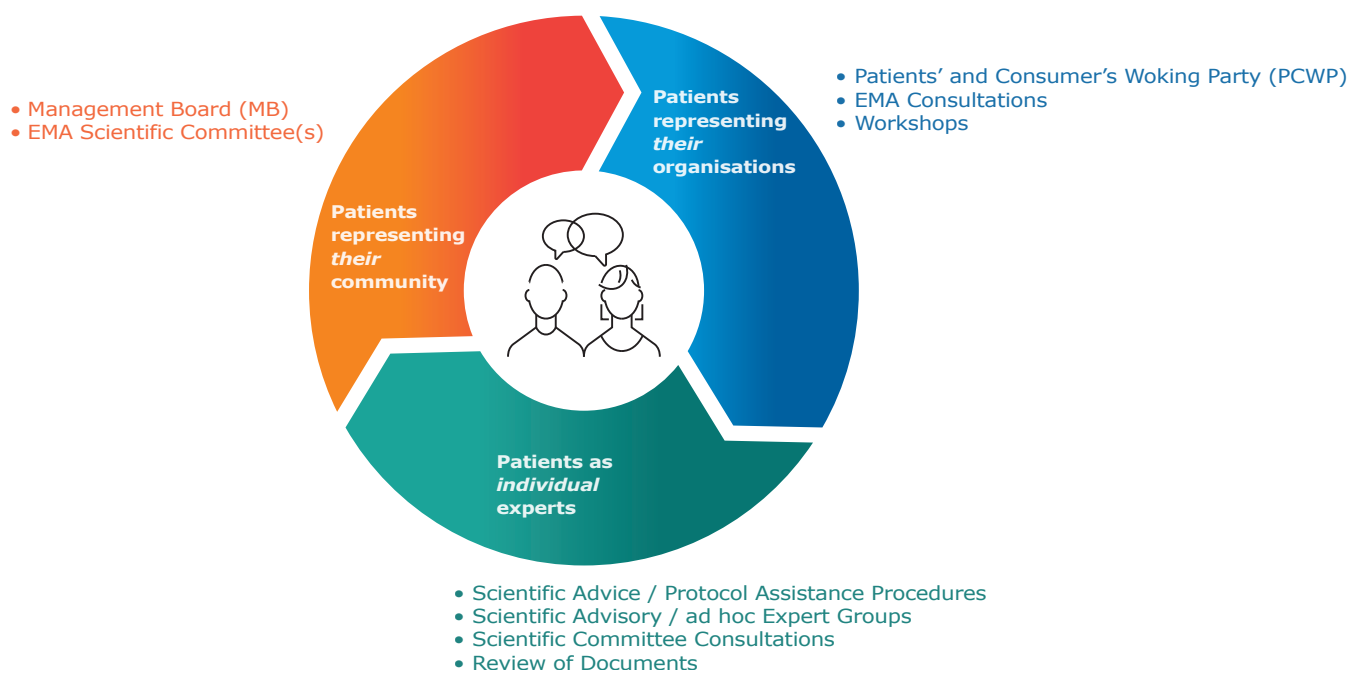 • Management Board (MB)
• EMA Scientific Committee(s)
Patients
representing
their
community
Patients
representing
their
organisations
• Patients’ and Consumer’s Woking Party (PCWP)
• EMA Consultations
• Workshops
Patients as
individual
experts
• Scientific Advice / Protocol Assistance Procedures
• Scientific Advisory / ad hoc Expert Groups
• Scientific Committee Consultations
• Review of Documents